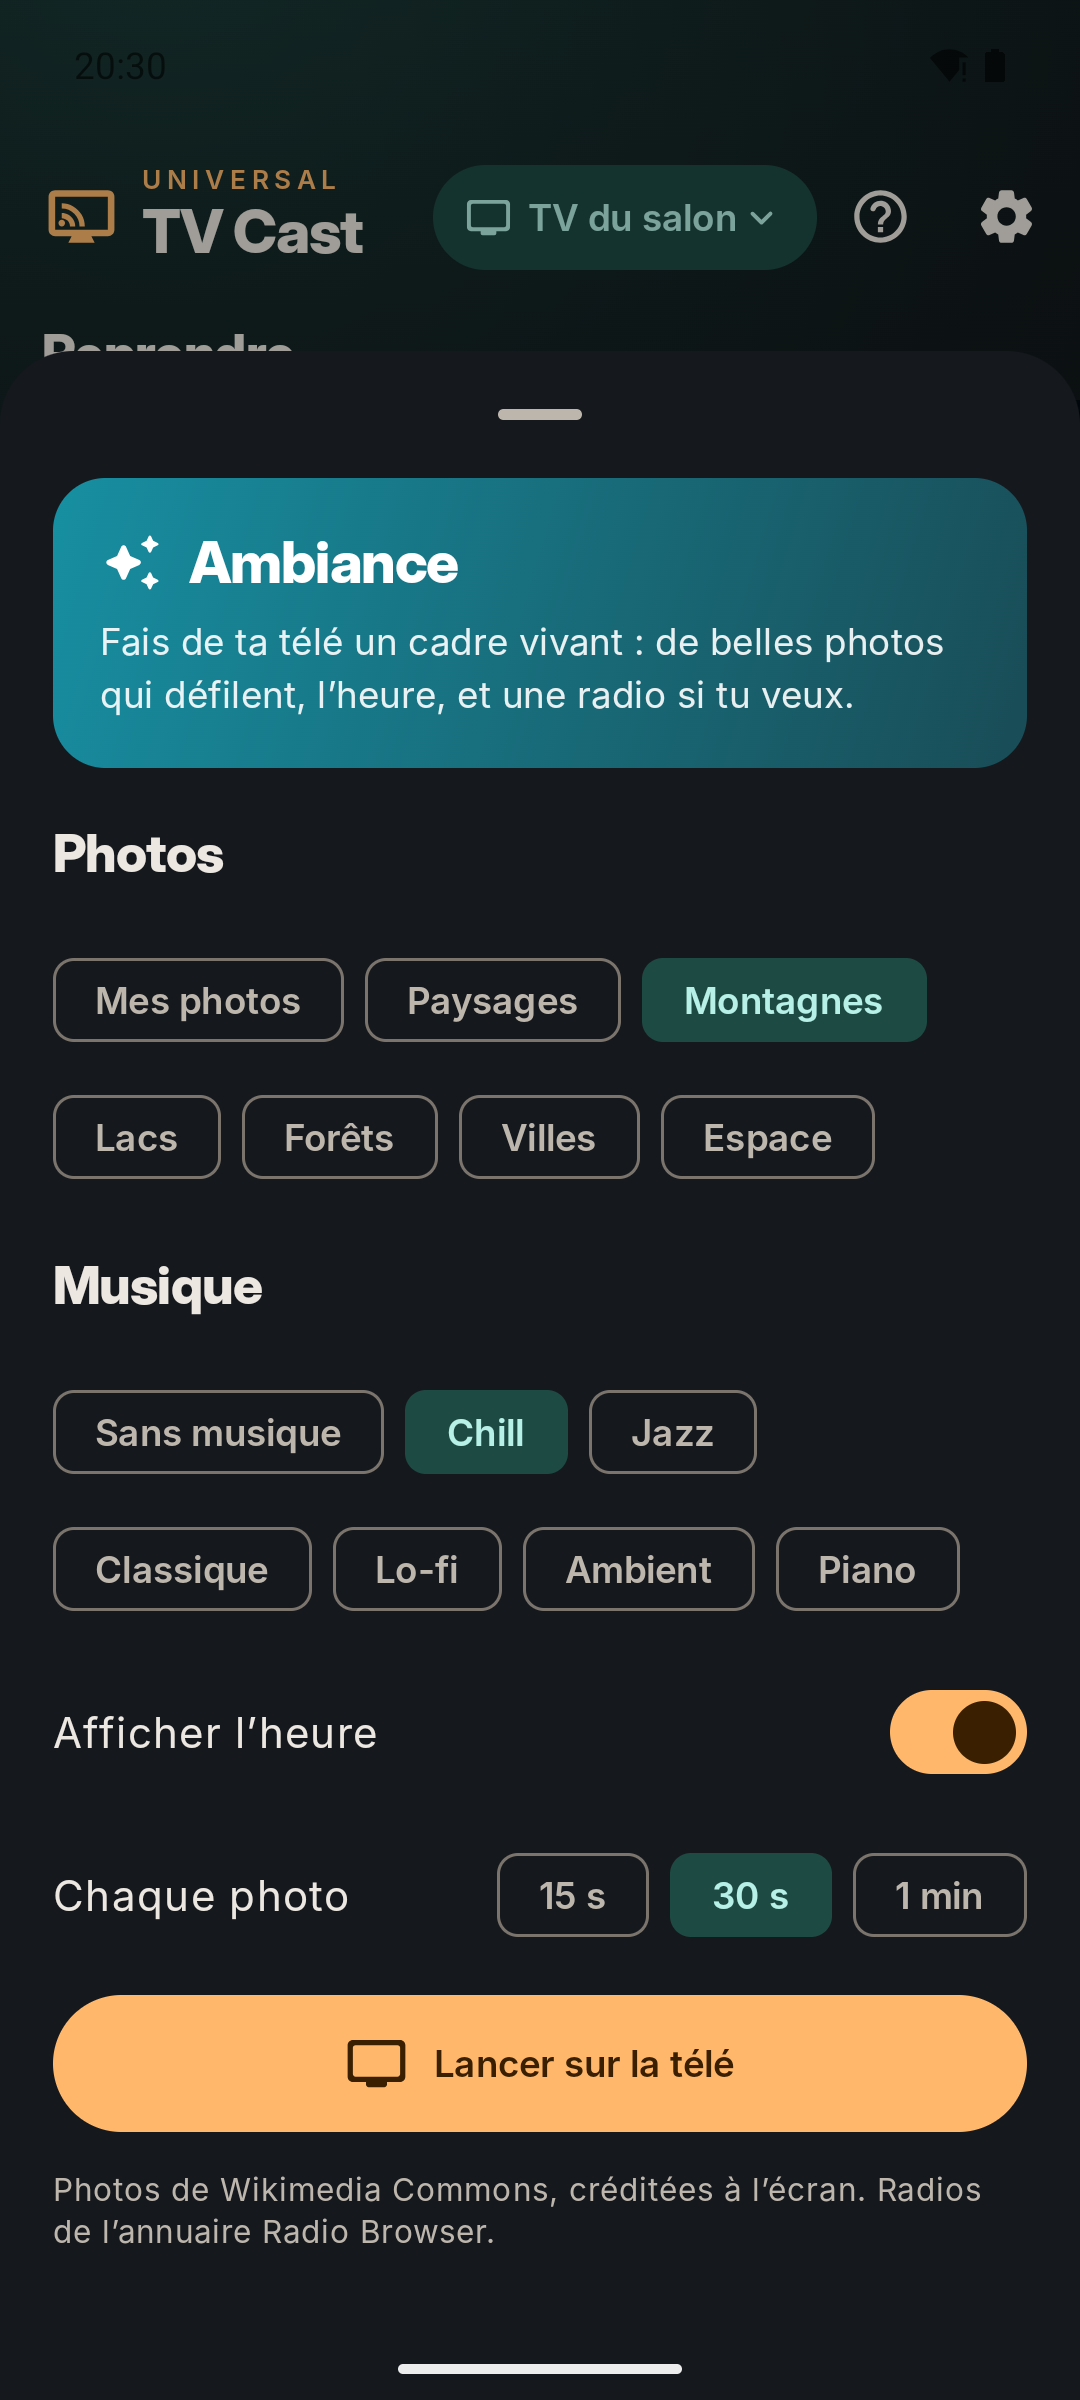 20:30
UNIVERSAL
TV Cast
TV du salon
Reprendre
Ambiance
Fais de ta télé un cadre vivant : de belles photos
qui défilent, l’heure, et une radio si tu veux.
Photos
Mes photos
Paysages
Montagnes
Lacs
Forêts
Villes
Espace
Musique
Sans musique
Chill
Jazz
Classique
Lo-fi
Ambient
Piano
Afficher l’heure
Chaque photo
15 s
30 s
1 min
Lancer sur la télé
Photos de Wikimedia Commons, créditées à l’écran. Radios
de l’annuaire Radio Browser.